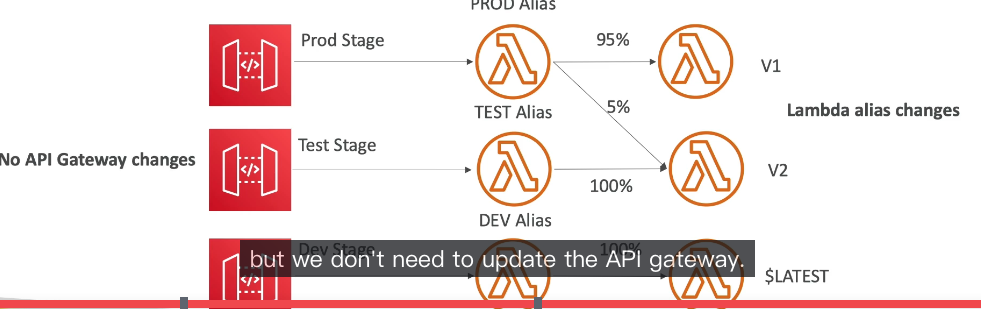 PROD Alias
Prod Stage
95%
V1
TEST Alias
5%
Lambda alias changes
Test Stage
No API Gateway changes
V2
100%
DEV Alias
Dev Stage
100%
but we don't need to update the API gateway.
$LATEST